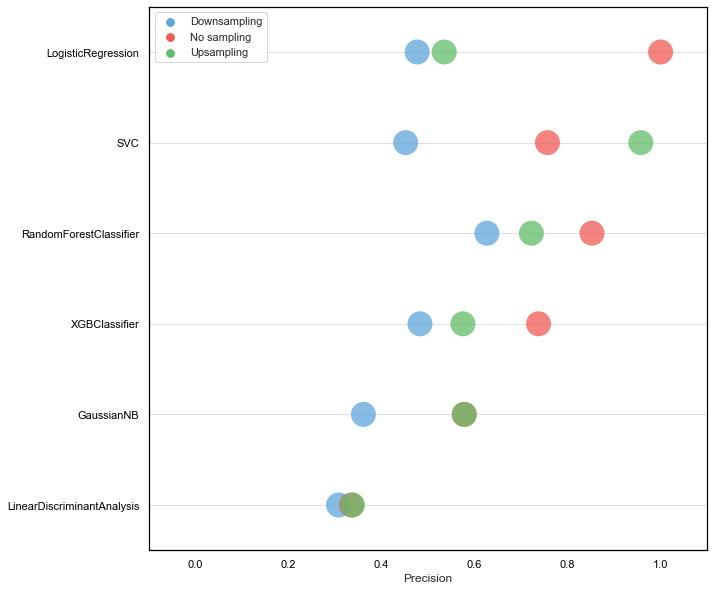 Downsampling
No sampling
Upsampling
LogisticRegression
SVC
RandomForestClassifier
XGBClassifier
GaussianNB
LinearDiscriminantAnalysis
0.0 0.2 0.4 0.6 0.8 1.0
Precision